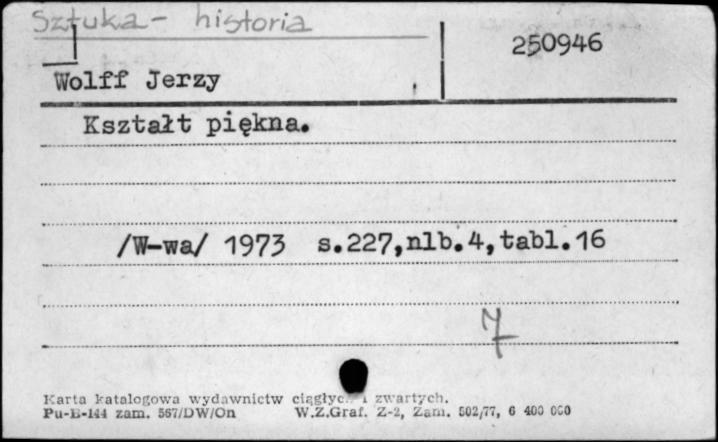 Sztuka - historia
250946
Wolff Jerzy
Kształt piękna.
/W-wa/ 1973 s.227,nlb.4,tabl.16
7
Karta katalogowa wydawnictw ciągłych i zwartych.
Pu-B-144 zam. 567/DW/On W.Z.Graf. Z-2, Zam. 502/77, 6 400 000